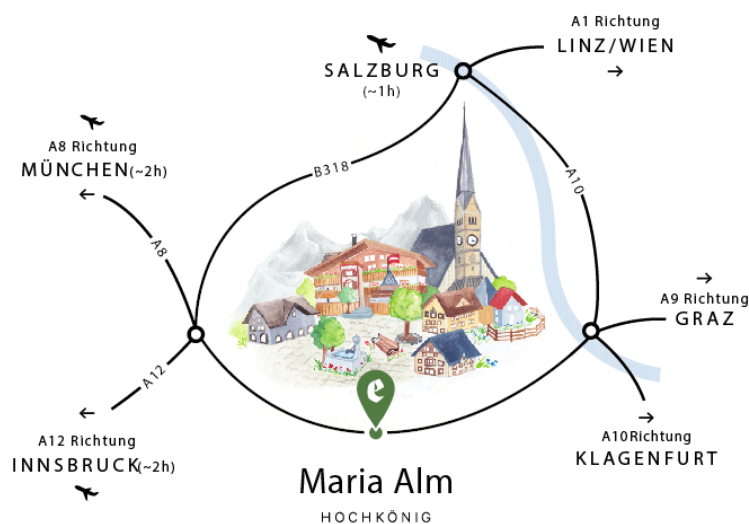 A1 Richtung
LINZ/WIEN
SALZBURG
(~1h)
A8 Richtung
MÜNCHEN(~2h)
B318
A10
A8
A9 Richtung
GRAZ
A12
e
A12 Richtung
INNSBRUCK(~2h)
A10Richtung
KLAGENFURT
Maria Alm
HOCHKÖNIG